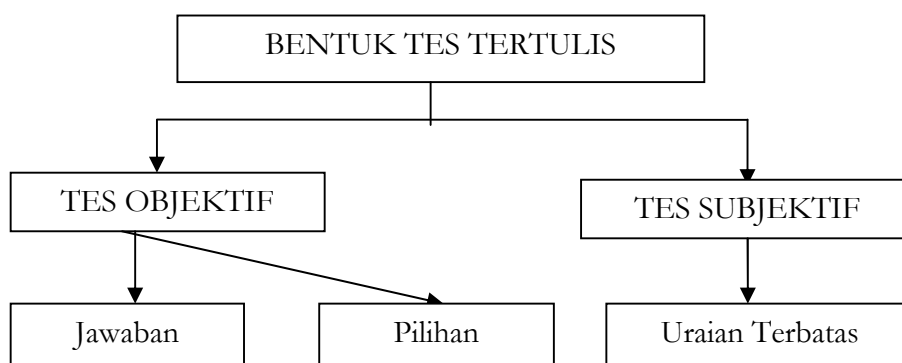 BENTUK TES TERTULIS
TES OBJEKTIF
TES SUBJEKTIF
Jawaban
Pilihan
Uraian Terbatas